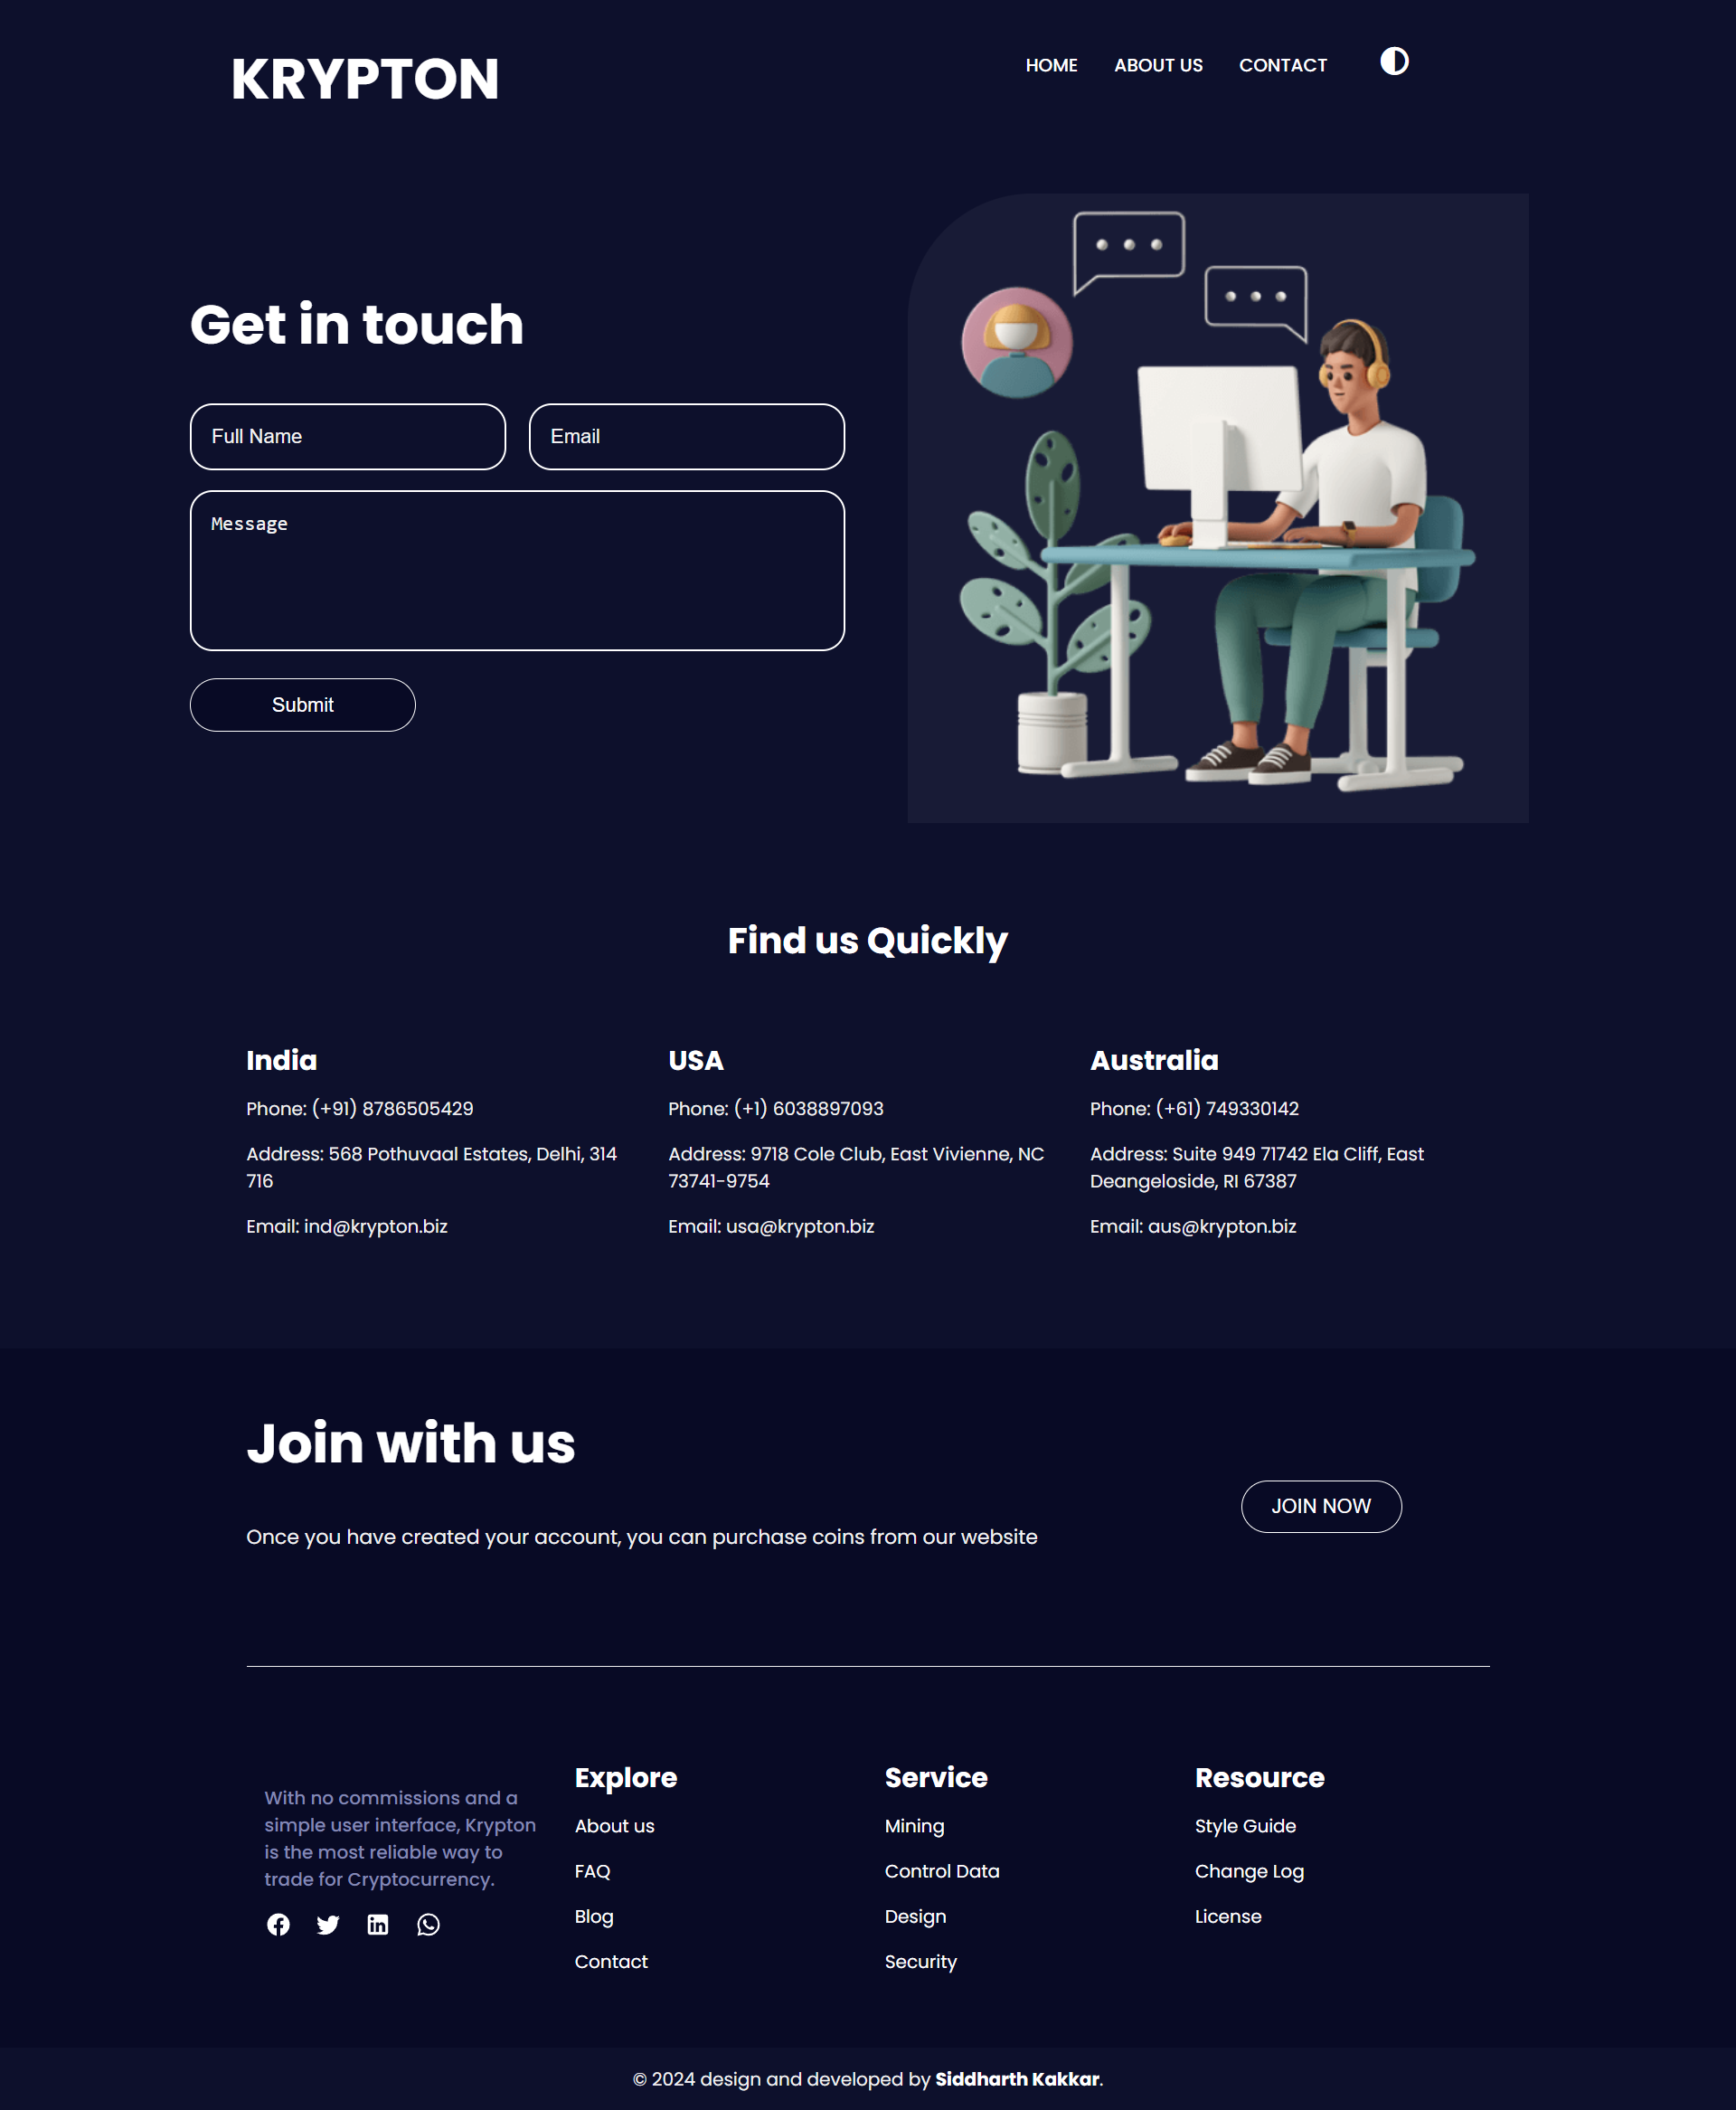 KRYPTON
HOME ABOUT US CONTACT
Get in touch
Full Name
Email
Message
Submit
Find us Quickly
India
Phone: (+91) 8786505429
Address: 568 Pothuvaal Estates, Delhi, 314
716
Email: ind@krypton.biz
USA
Phone: (+1) 6038897093
Address: 9718 Cole Club, East Vivienne, NC
73741-9754
Email: usa@krypton.biz
Australia
Phone: (+61) 749330142
Address: Suite 949 71742 Ela Cliff, East
Deangeloside, RI 67387
Email: aus@krypton.biz
Join with us
Once you have created your account, you can purchase coins from our website
JOIN NOW
With no commissions and a
simple user interface, Krypton
is the most reliable way to
trade for Cryptocurrency.
Explore
About us
FAQ
Blog
Contact
Service
Mining
Control Data
Design
Security
Resource
Style Guide
Change Log
License
© 2024 design and developed by Siddharth Kakkar.